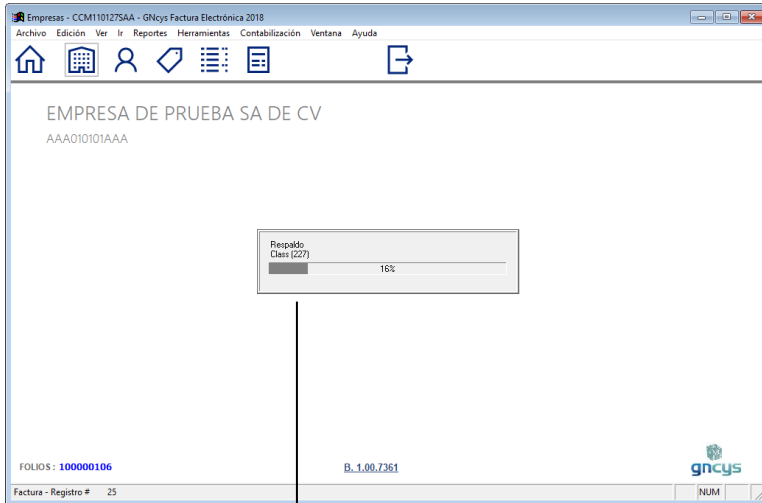 Empresas - CCM110127SAA - GNcys Factura Electrónica 2018
Archivo Edición Ver Ir Reportes Herramientas Contabilización Ventana Ayuda
EMPRESA DE PRUEBA SA DE CV
AAA010101AAA
Respaldo
Class (227)
16%
FOLIOS : 100000106 B. 1.00.7361
gncys
Factura - Registro # 25 NUM